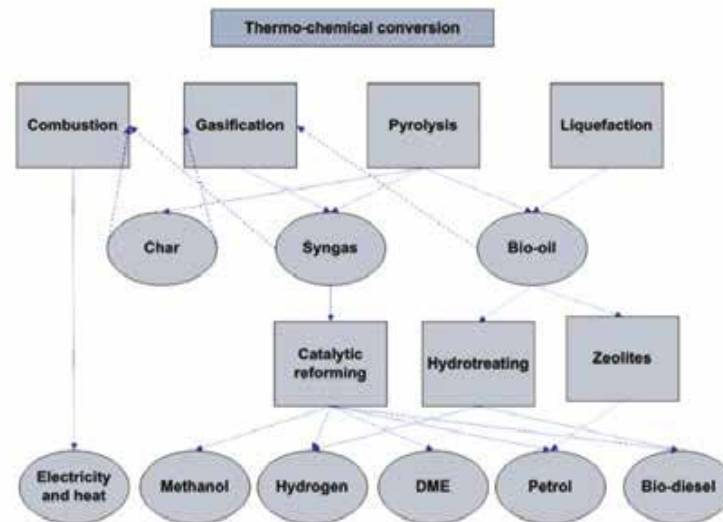 Thermo-chemical conversion
Combustion
Gasification
Pyrolysis
Liquefaction
Char
Syngas
Bio-oil
Catalytic
reforming
Hydrotreating
Zeolites
Electricity
and heat
Methanol
Hydrogen
DME
Petrol
Bio-diesel